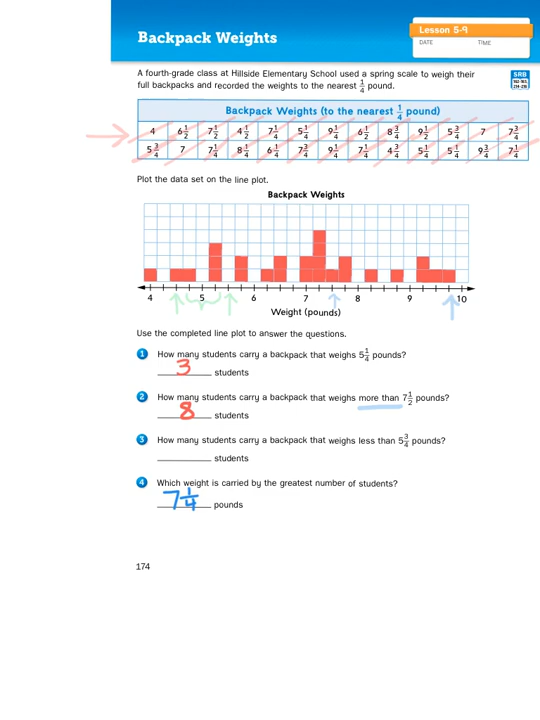 Backpack Weights
Lesson 5-9
DATE TIME
A fourth-grade class at Hillside Elementary School used a spring scale to weigh their
full backpacks and recorded the weights to the nearest 1/4 pound.
SRB
Backpack Weights (to the nearest 1/4 pound)
4 6 1/2 7 1/2 4 1/2 7 1/4 5 1/4 9 1/4 6 1/2 8 3/4 9 1/2 5 3/4 7 7 3/4
5 3/4 7 7 1/4 8 1/4 6 1/4 7 3/4 9 1/4 7 1/4 4 3/4 5 1/4 5 1/4 9 3/4 7 1/4
Plot the data set on the line plot.
Backpack Weights
4 5 6 7 8 9 10
Weight (pounds)
Use the completed line plot to answer the questions.
1 How many students carry a backpack that weighs 5 1/4 pounds?
3 students
2 How many students carry a backpack that weighs more than 7 1/2 pounds?
8 students
3 How many students carry a backpack that weighs less than 5 3/4 pounds?
students
4 Which weight is carried by the greatest number of students?
7 1/4 pounds
174